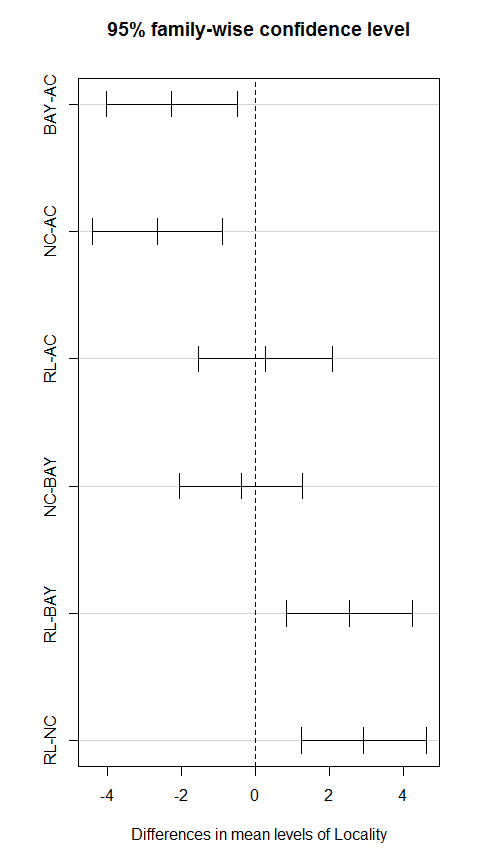 95% family-wise confidence level
BAY-AC
NC-AC
RL-AC
NC-BAY
RL-BAY
RL-NC
-4 -2 0 2 4
Differences in mean levels of Locality